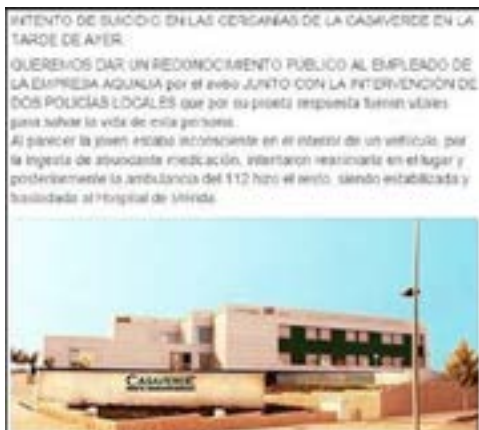 INTENTO DE SUICIDIO EN LAS CERCANÍAS DE LA CASAVERDE EN LA
TARDE DE AYER.
QUEREMOS DAR UN RECONOCIMIENTO PÚBLICO AL EMPLEADO DE
LA EMPRESA AQUALIA por el aviso JUNTO CON LA INTERVENCIÓN DE
DOS POLICÍAS LOCALES que por su pronta respuesta fueron vitales
para salvar la vida de esta persona.
Al parecer la joven estaba inconsciente en el interior de un vehículo, por
la ingesta de abundante medicación, intentaron reanimarla en el lugar y
posteriormente la ambulancia del 112 hizo el resto, siendo estabilizada y
trasladada al Hospital de Mérida.
CASAVERDE